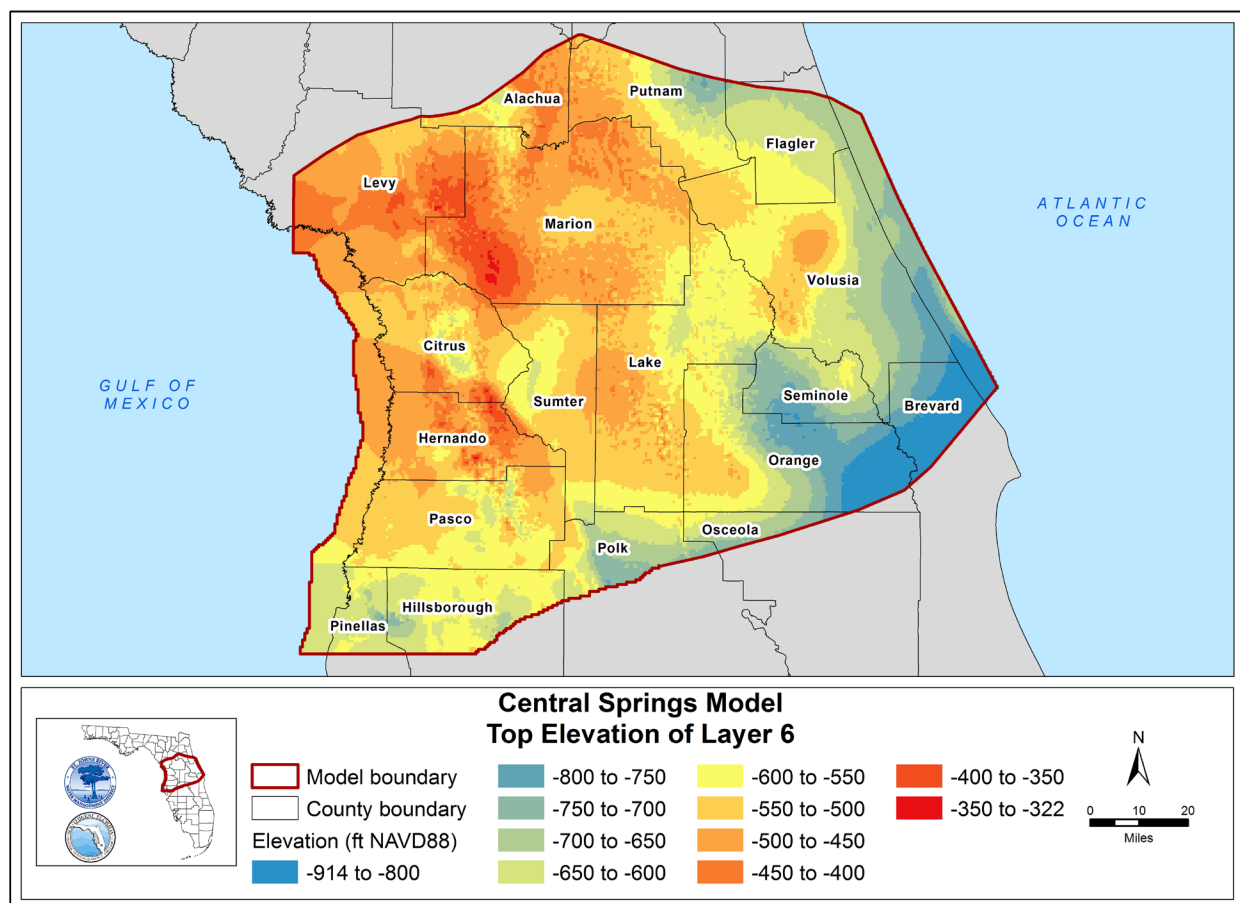 Alachua
Putnam
Flagler
Levy
Marion
ATLANTIC
OCEAN
Volusia
Citrus
Lake
GULF OF
MEXICO
Seminole
Sumter
Brevard
Hernando
Orange
Pasco
Osceola
Polk
Hillsborough
Pinellas
Central Springs Model
Top Elevation of Layer 6
Model boundary
County boundary
Elevation (ft NAVD88)
-914 to -800
-800 to -750
-750 to -700
-700 to -650
-650 to -600
-600 to -550
-550 to -500
-500 to -450
-450 to -400
-400 to -350
-350 to -322
N
0 10 20
Miles